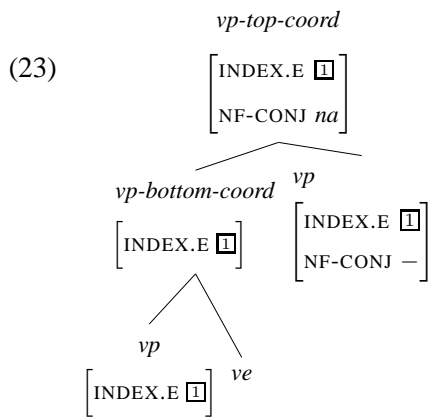 vp-top-coord
(23)
[INDEX.E 1
NF-CONJ na]
vp-bottom-coord vp
[INDEX.E 1] [INDEX.E 1
NF-CONJ −]
vp ve
[INDEX.E 1]